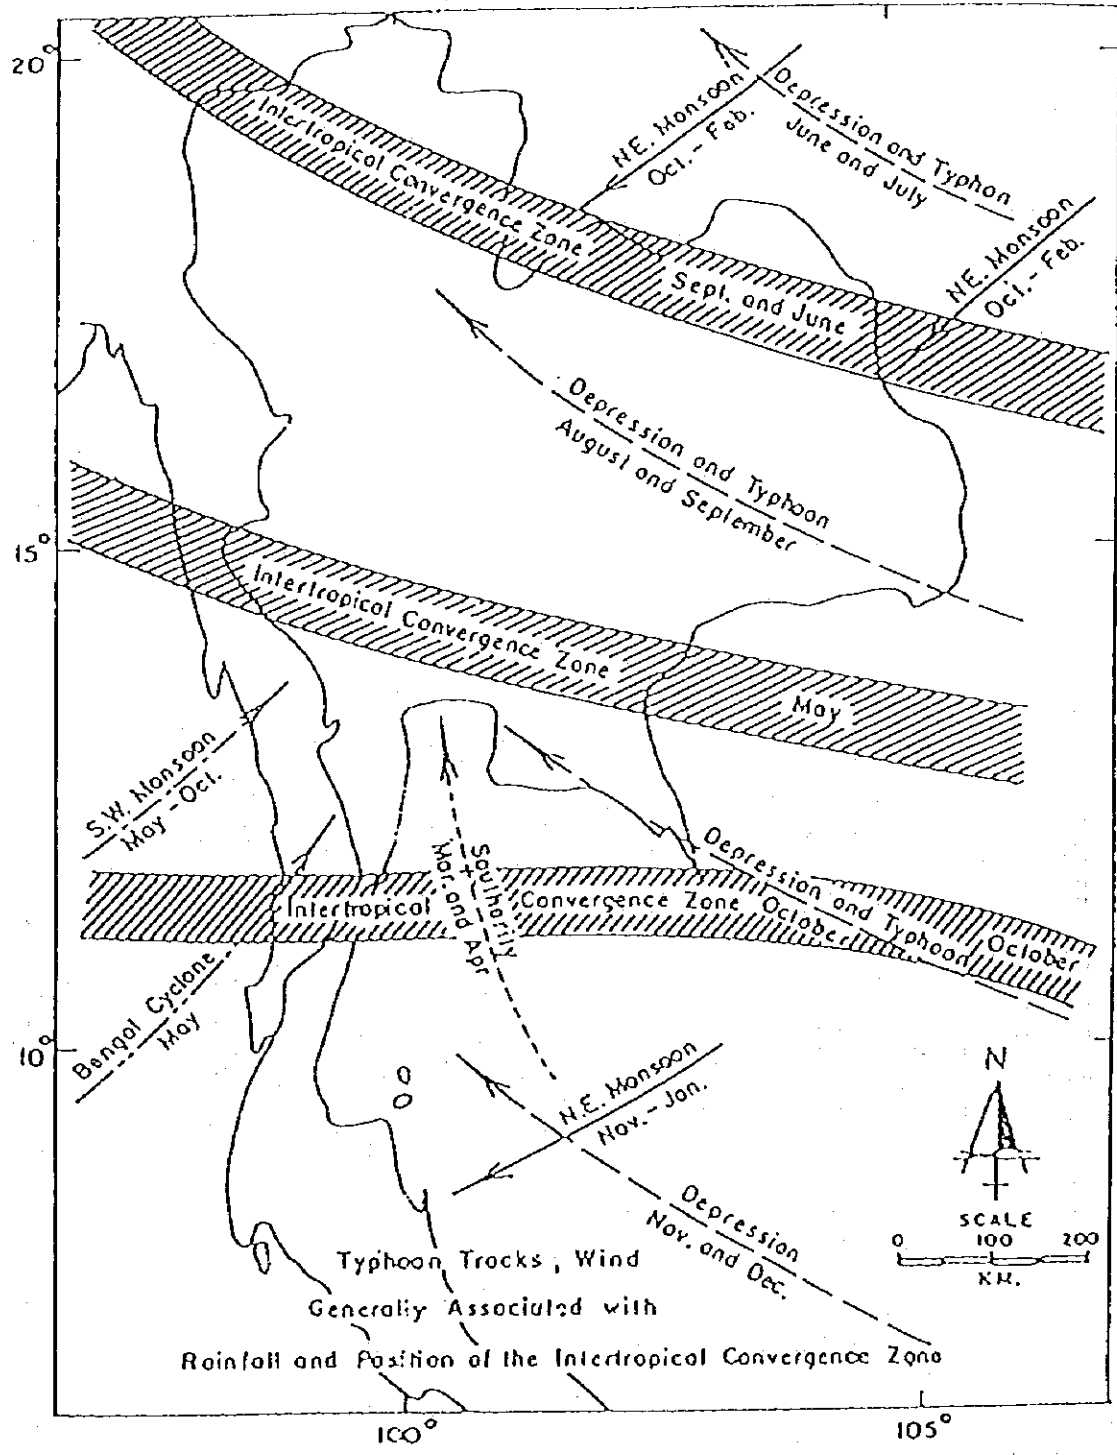 20°
NE. Monsoon
Oct. - Feb.
Depression and Typhon
June and July
Intertropical Convergence Zone
Sept. and June
NE. Monsoon
Oct. - Feb.
Depression and Typhoon
August and September
15°
Intertropical Convergence Zone
May
S.W. Monsoon
May - Oct.
Southarily
Mar. and Apr
Depression and Typhoon
October
Intertropical Convergence Zone
October
Bengal Cyclone
May
10°
N.E. Monsoon
Nov. - Jan.
Depression
Nov. and Dec.
N
SCALE
0 100 200
KM.
Typhoon Tracks , Wind
Generally Associated with
Rainfall and Position of the Intertropical Convergence Zone
100°
105°